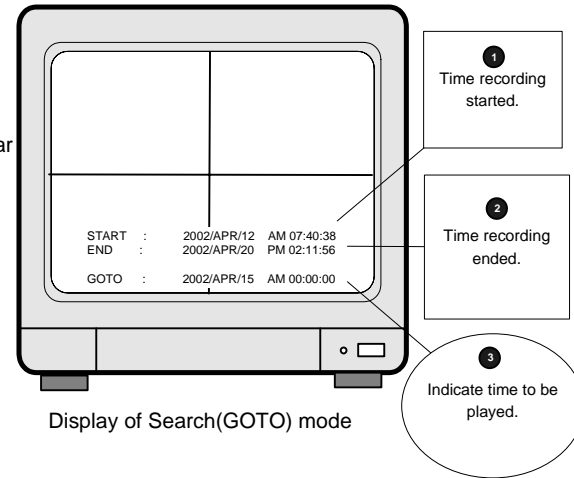 1
Time recording
started.
ar
START : 2002/APR/12 AM 07:40:38
END : 2002/APR/20 PM 02:11:56
GOTO : 2002/APR/15 AM 00:00:00
2
Time recording
ended.
3
Indicate time to be
played.
Display of Search(GOTO) mode